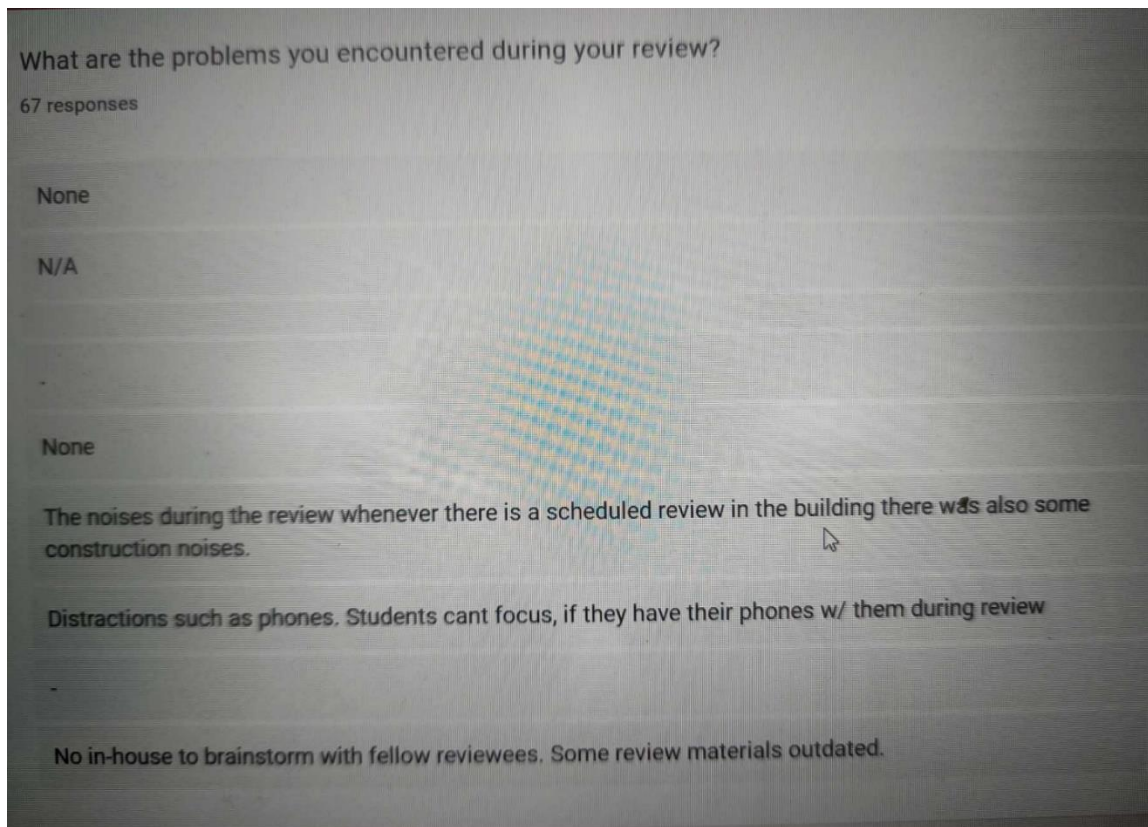 What are the problems you encountered during your review?
67 responses
None
N/A
.
None
The noises during the review whenever there is a scheduled review in the building there was also some
construction noises.
Distractions such as phones. Students cant focus, if they have their phones w/ them during review
-
No in-house to brainstorm with fellow reviewees. Some review materials outdated.